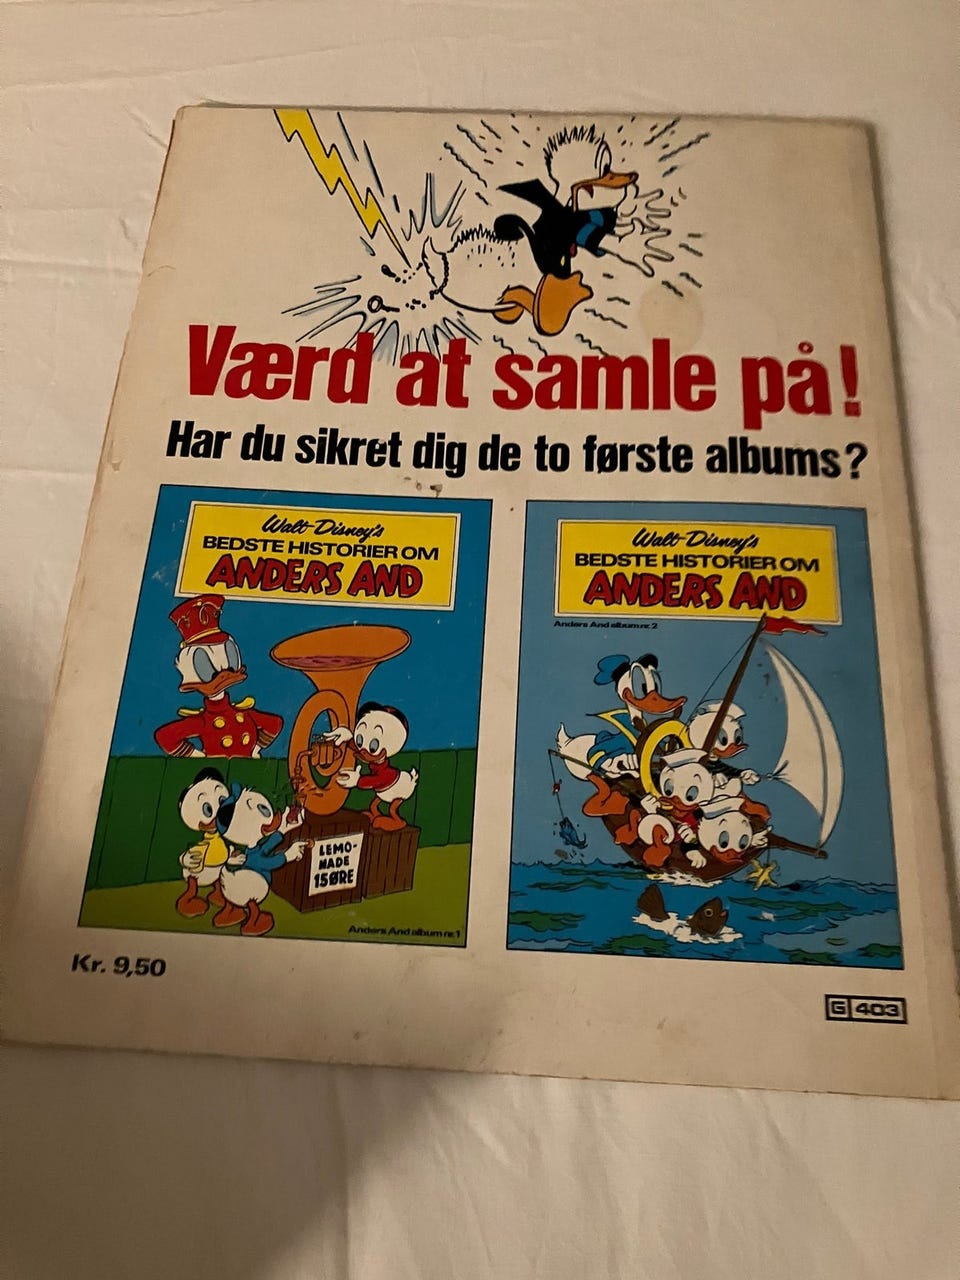 Værd at samle på!
Har du sikret dig de to første albums?
Walt Disney's
BEDSTE HISTORIER OM
ANDERS AND
LEMO-
NADE
15ØRE
Anders And album nr. 1
Walt Disney's
BEDSTE HISTORIER OM
ANDERS AND
Anders And album nr. 2
Kr. 9,50
G 403